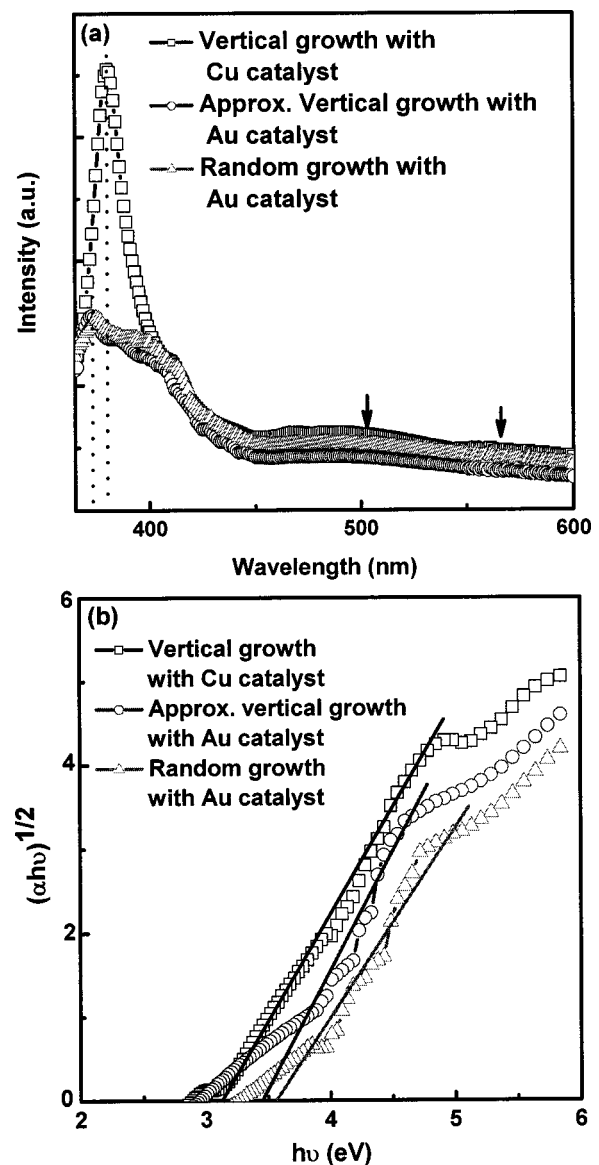 (a)
Vertical growth with
Cu catalyst
Approx. Vertical growth with
Au catalyst
Random growth with
Au catalyst
Intensity (a.u.)
400
500
600
Wavelength (nm)
(b)
Vertical growth
with Cu catalyst
Approx. vertical growth
with Au catalyst
Random growth
with Au catalyst
(αhυ)1/2
6
4
2
0
2
3
4
5
6
hυ (eV)